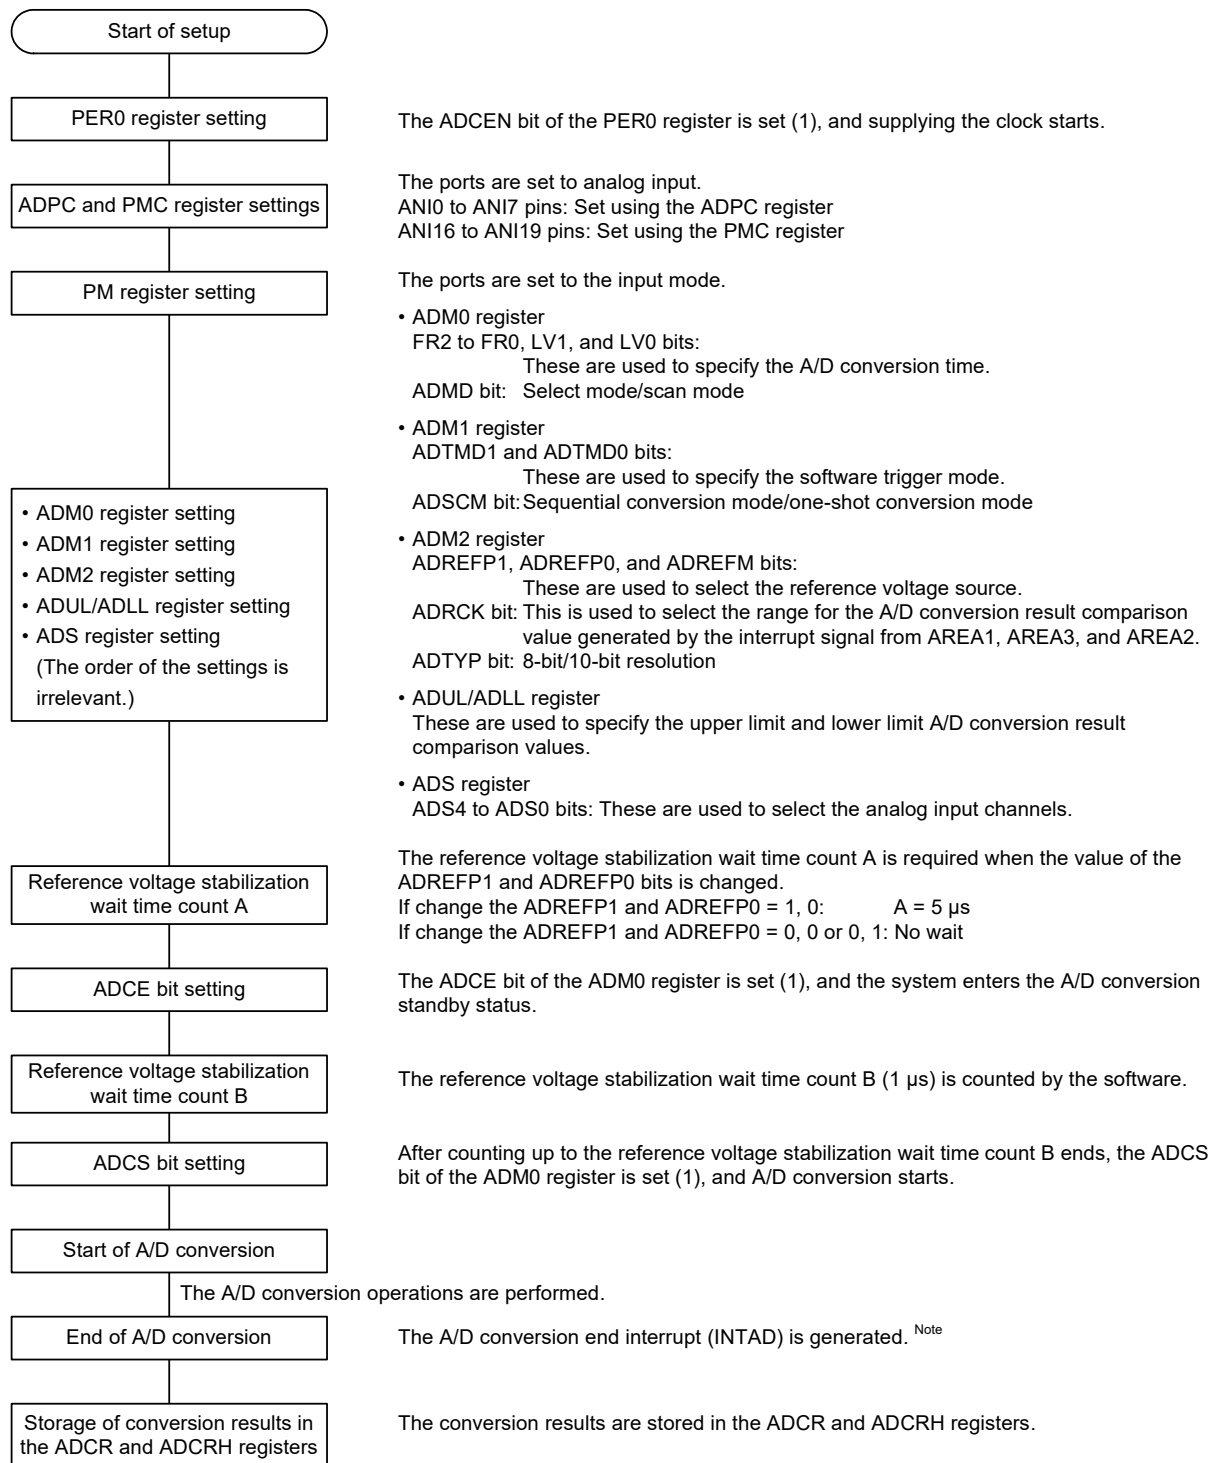 Start of setup
PER0 register setting
The ADCEN bit of the PER0 register is set (1), and supplying the clock starts.
ADPC and PMC register settings
The ports are set to analog input.
ANI0 to ANI7 pins: Set using the ADPC register
ANI16 to ANI19 pins: Set using the PMC register
PM register setting
The ports are set to the input mode.
• ADM0 register setting
• ADM1 register setting
• ADM2 register setting
• ADUL/ADLL register setting
• ADS register setting
(The order of the settings is
irrelevant.)
• ADM0 register
FR2 to FR0, LV1, and LV0 bits:
These are used to specify the A/D conversion time.
ADMD bit: Select mode/scan mode
• ADM1 register
ADTMD1 and ADTMD0 bits:
These are used to specify the software trigger mode.
ADSCM bit: Sequential conversion mode/one-shot conversion mode
• ADM2 register
ADREFP1, ADREFP0, and ADREFM bits:
These are used to select the reference voltage source.
ADRCK bit: This is used to select the range for the A/D conversion result comparison
value generated by the interrupt signal from AREA1, AREA3, and AREA2.
ADTYP bit: 8-bit/10-bit resolution
• ADUL/ADLL register
These are used to specify the upper limit and lower limit A/D conversion result
comparison values.
• ADS register
ADS4 to ADS0 bits: These are used to select the analog input channels.
Reference voltage stabilization
wait time count A
The reference voltage stabilization wait time count A is required when the value of the
ADREFP1 and ADREFP0 bits is changed.
If change the ADREFP1 and ADREFP0 = 1, 0: A = 5 µs
If change the ADREFP1 and ADREFP0 = 0, 0 or 0, 1: No wait
ADCE bit setting
The ADCE bit of the ADM0 register is set (1), and the system enters the A/D conversion
standby status.
Reference voltage stabilization
wait time count B
The reference voltage stabilization wait time count B (1 µs) is counted by the software.
ADCS bit setting
After counting up to the reference voltage stabilization wait time count B ends, the ADCS
bit of the ADM0 register is set (1), and A/D conversion starts.
Start of A/D conversion
The A/D conversion operations are performed.
End of A/D conversion
The A/D conversion end interrupt (INTAD) is generated. Note
Storage of conversion results in
the ADCR and ADCRH registers
The conversion results are stored in the ADCR and ADCRH registers.